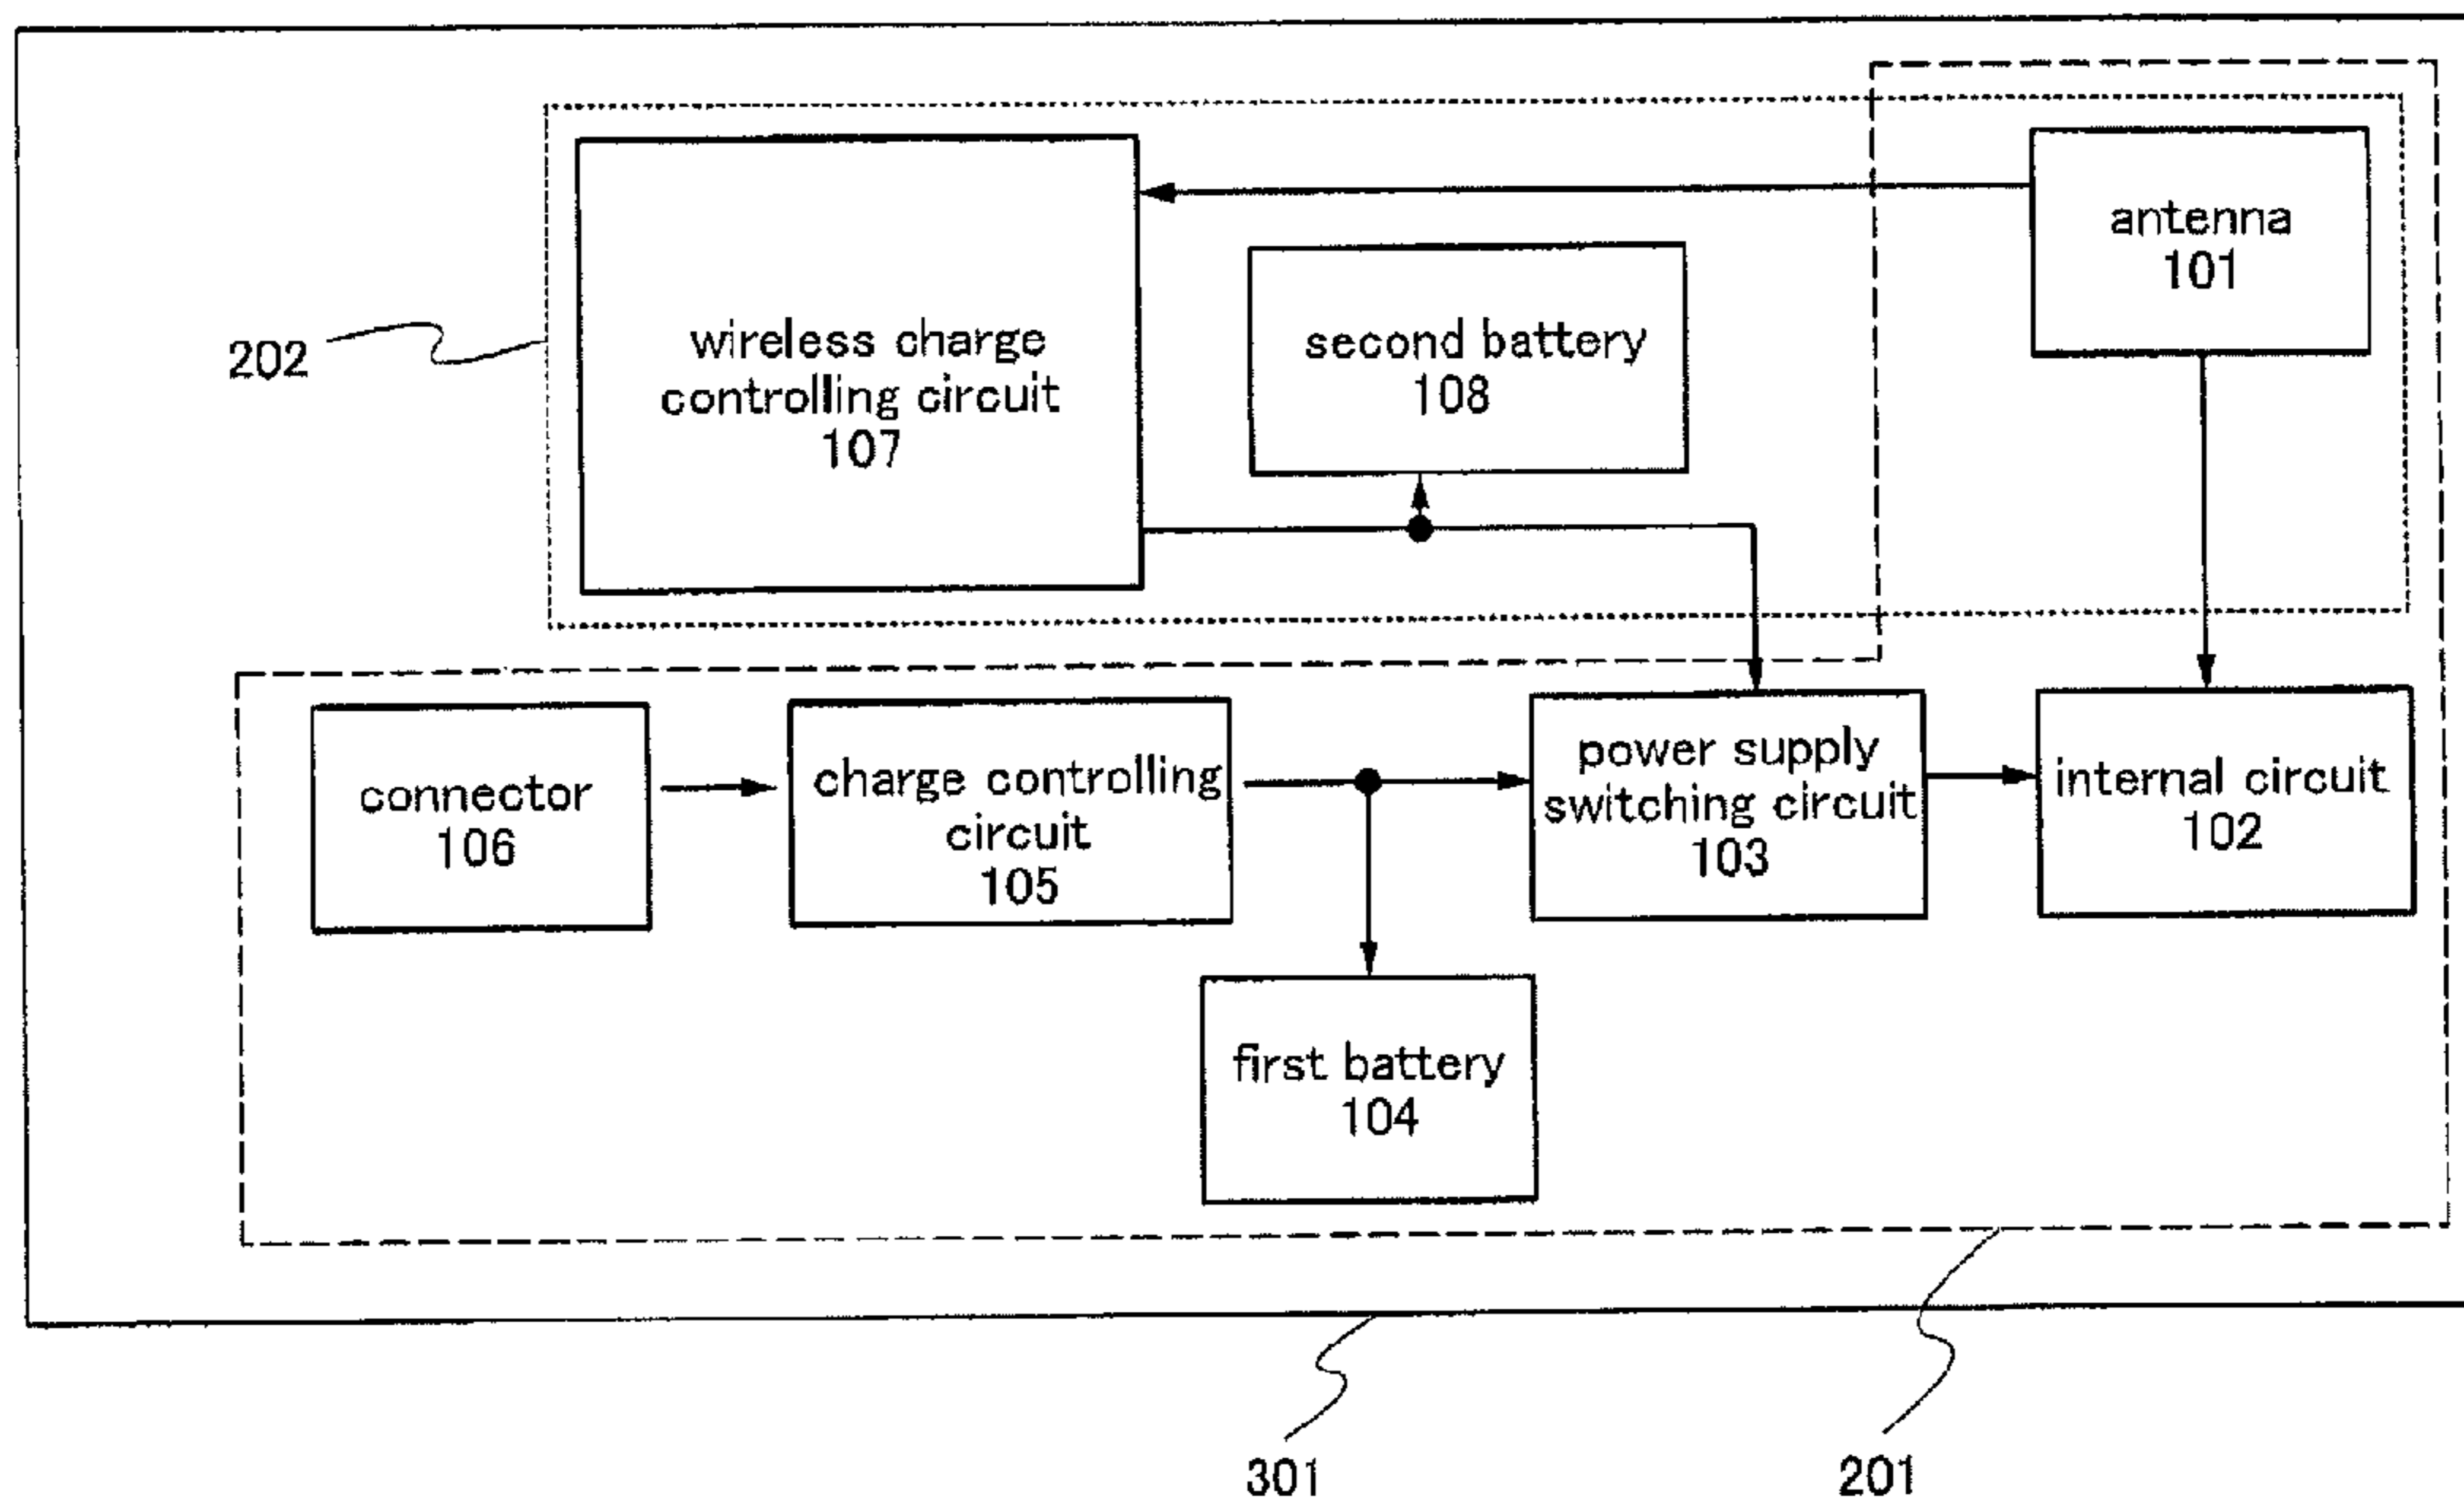 antenna
101
wireless charge
controlling circuit
107
second battery
108
202
connector
106
charge controlling
circuit
105
power supply
switching circuit
103
internal circuit
102
first battery
104
301
201